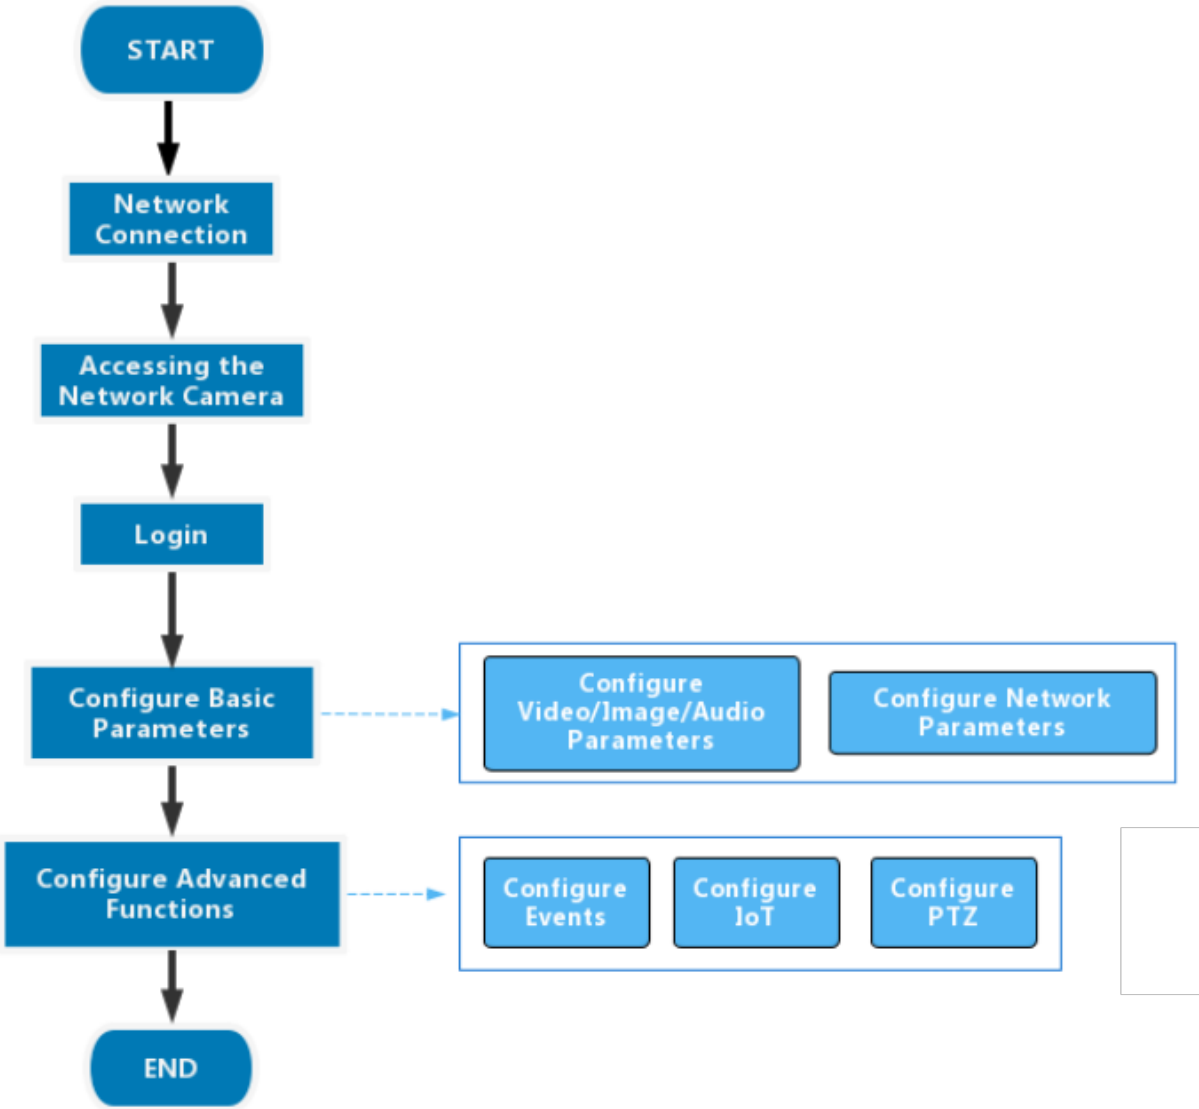 START
Network
Connection
Accessing the
Network Camera
Login
Configure Basic
Parameters
Configure
Video/Image/Audio
Parameters
Configure Network
Parameters
Configure Advanced
Functions
Configure
Events
Configure
IoT
Configure
PTZ
END